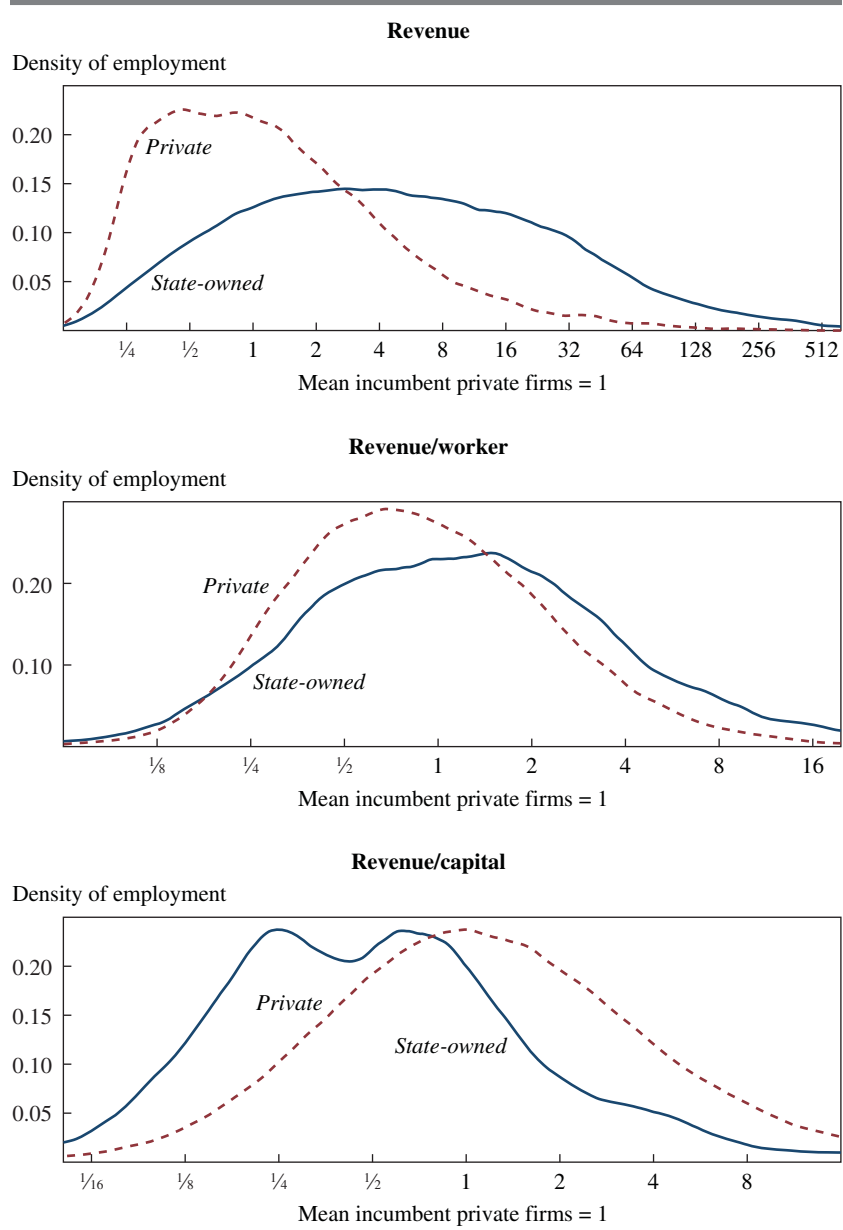 Revenue
Density of employment
0.20
Private
0.15
0.10
State-owned
0.05
¼ ½ 1 2 4 8 16 32 64 128 256 512
Mean incumbent private firms = 1
Revenue/worker
Density of employment
Private
0.20
State-owned
0.10
⅛ ¼ ½ 1 2 4 8 16
Mean incumbent private firms = 1
Revenue/capital
Density of employment
0.20
Private
0.15
State-owned
0.10
0.05
1⁄16 ⅛ ¼ ½ 1 2 4 8
Mean incumbent private firms = 1